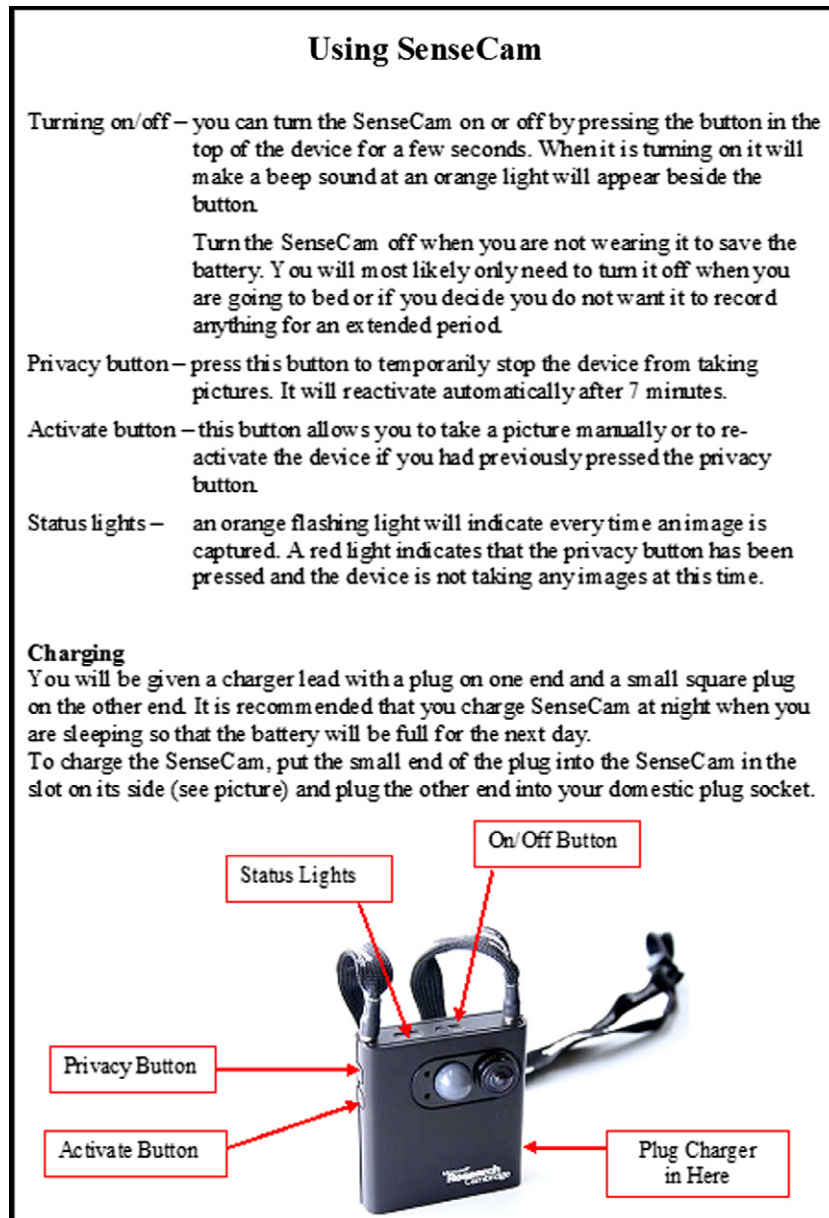 Using SenseCam
Turning on/off – you can turn the SenseCam on or off by pressing the button in the
top of the device for a few seconds. When it is turning on it will
make a beep sound at an orange light will appear beside the
button.
Turn the SenseCam off when you are not wearing it to save the
battery. You will most likely only need to turn it off when you
are going to bed or if you decide you do not want it to record
anything for an extended period.
Privacy button – press this button to temporarily stop the device from taking
pictures. It will reactivate automatically after 7 minutes.
Activate button – this button allows you to take a picture manually or to re-
activate the device if you had previously pressed the privacy
button.
Status lights – an orange flashing light will indicate every time an image is
captured. A red light indicates that the privacy button has been
pressed and the device is not taking any images at this time.
Charging
You will be given a charger lead with a plug on one end and a small square plug
on the other end. It is recommended that you charge SenseCam at night when you
are sleeping so that the battery will be full for the next day.
To charge the SenseCam, put the small end of the plug into the SenseCam in the
slot on its side (see picture) and plug the other end into your domestic plug socket.
On/Off Button
Status Lights
Privacy Button
Activate Button
Plug Charger
in Here
Microsoft
Research
Cambridge